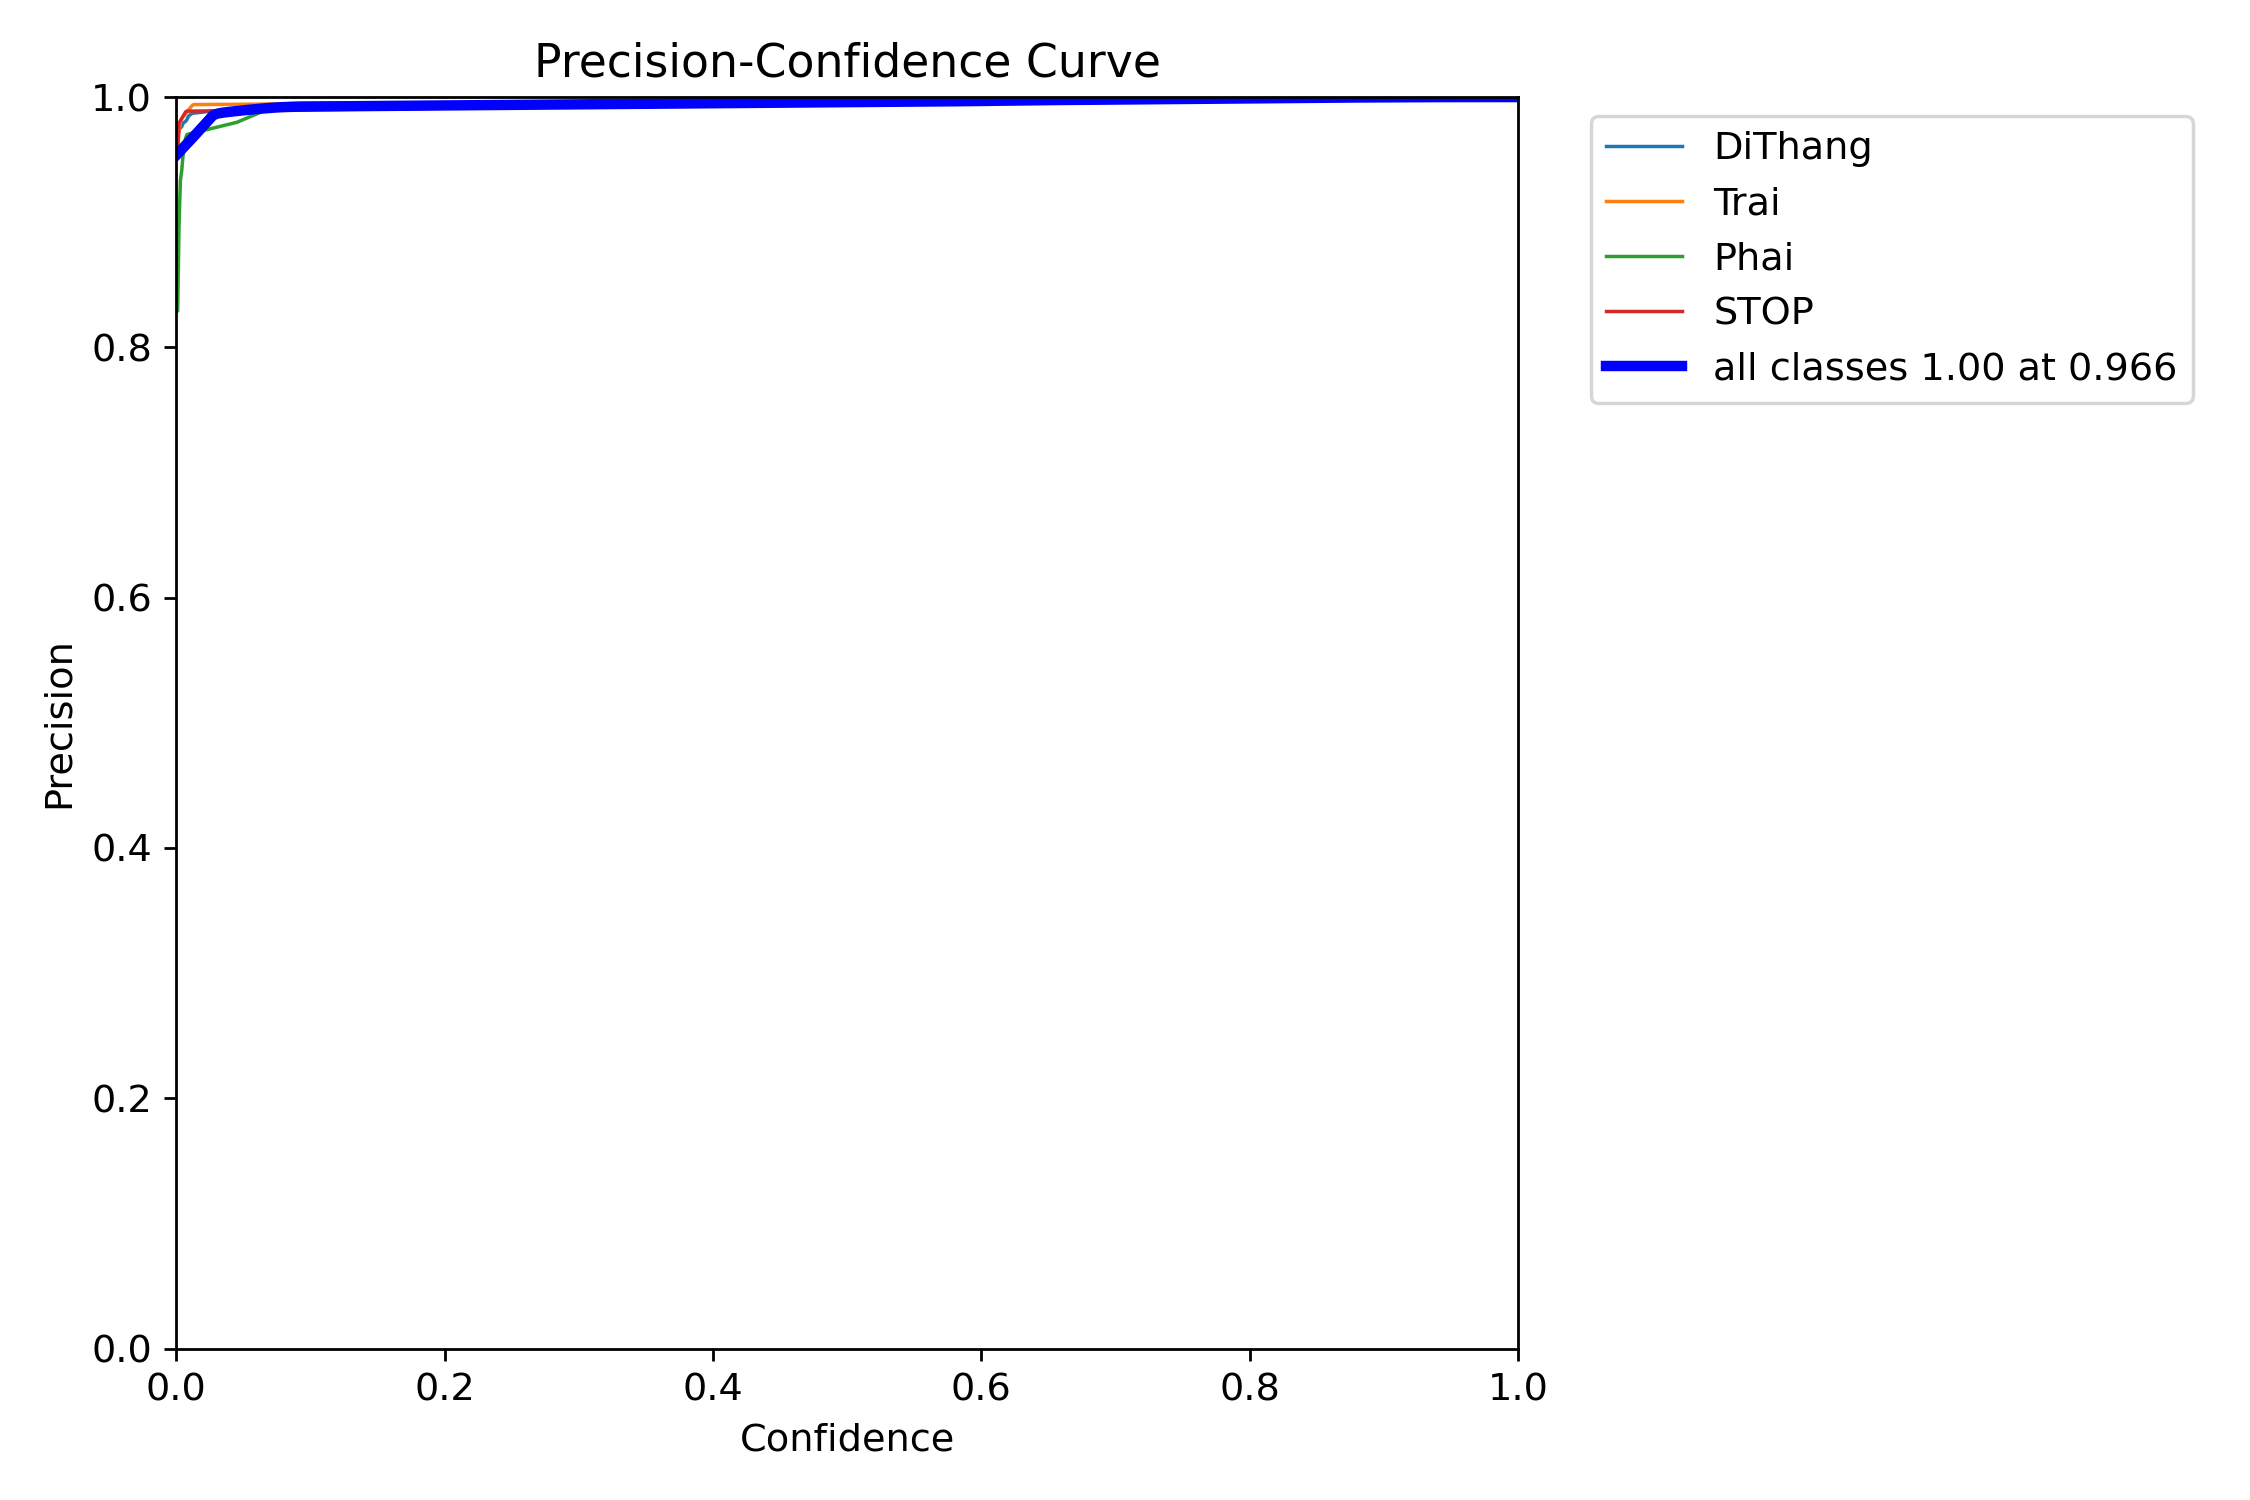 Precision-Confidence Curve
1.0
0.8
0.6
0.4
0.2
0.0
Precision
0.0 0.2 0.4 0.6 0.8 1.0
Confidence
DiThang
Trai
Phai
STOP
all classes 1.00 at 0.966